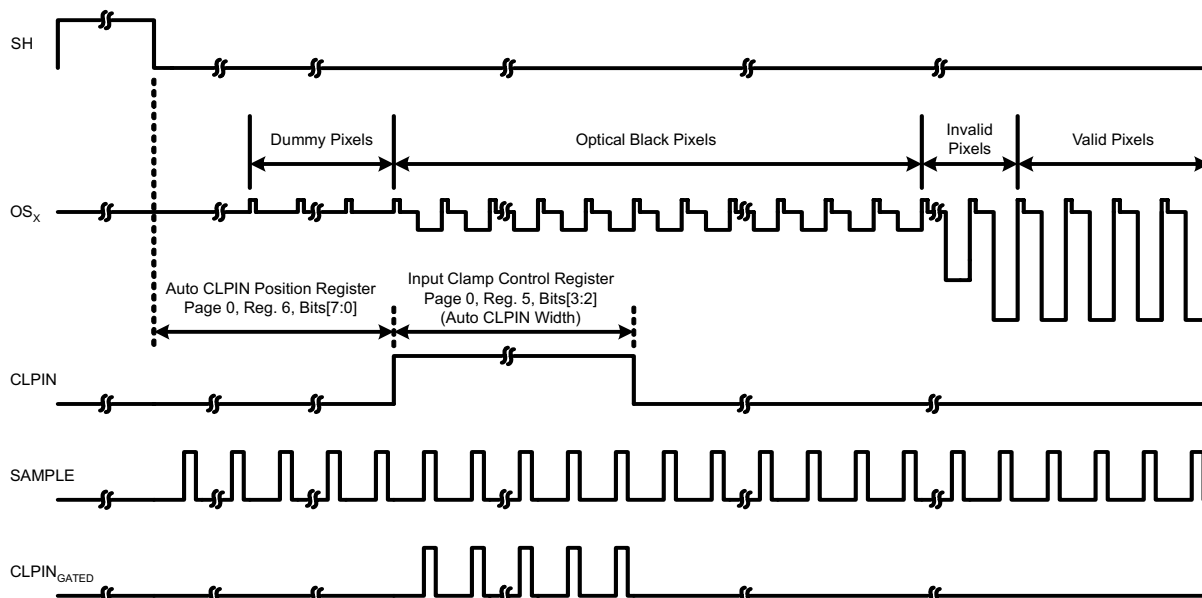 SH
Dummy Pixels
Optical Black Pixels
Invalid
Pixels
Valid Pixels
OSX
Auto CLPIN Position Register
Page 0, Reg. 6, Bits[7:0]
Input Clamp Control Register
Page 0, Reg. 5, Bits[3:2]
(Auto CLPIN Width)
CLPIN
SAMPLE
CLPINGATED